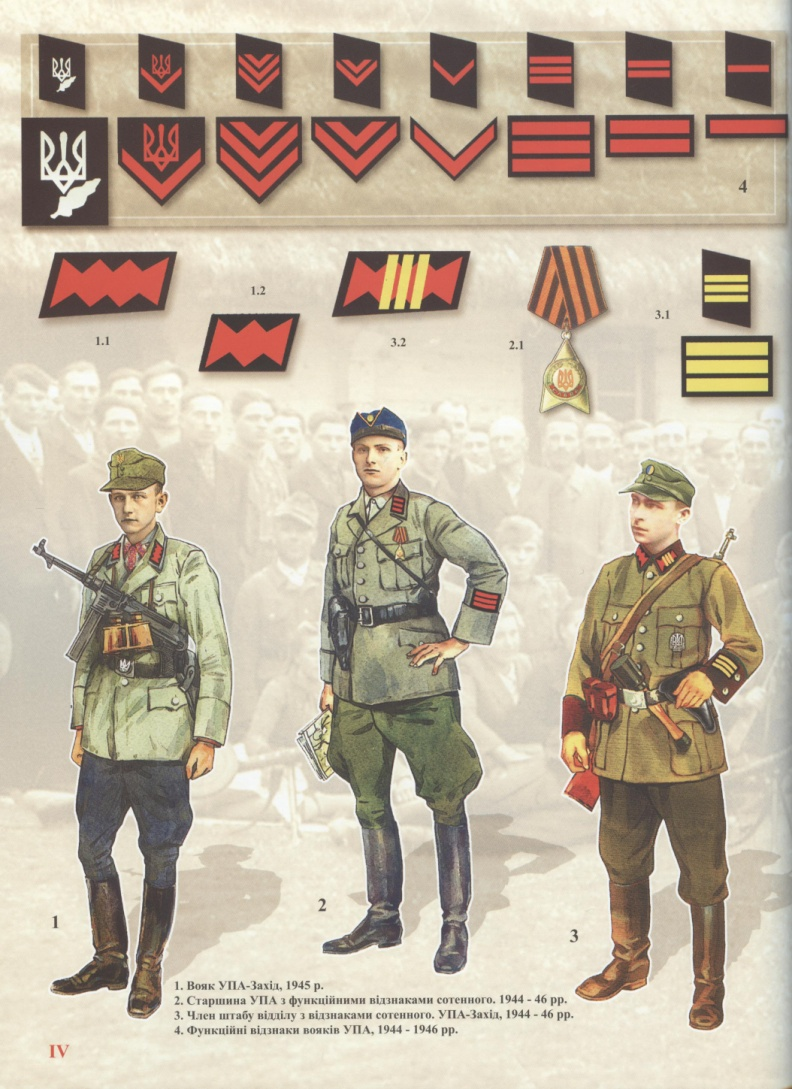 4
1.2
1.1
3.2
2.1
3.1
1
2
3
1. Вояк УПА-Захід, 1945 р.
2. Старшина УПА з функційними відзнаками сотенного. 1944 - 46 рр.
3. Член штабу відділу з відзнаками сотенного. УПА-Захід, 1944 - 46 рр.
4. Функційні відзнаки вояків УПА, 1944 - 1946 рр.
IV